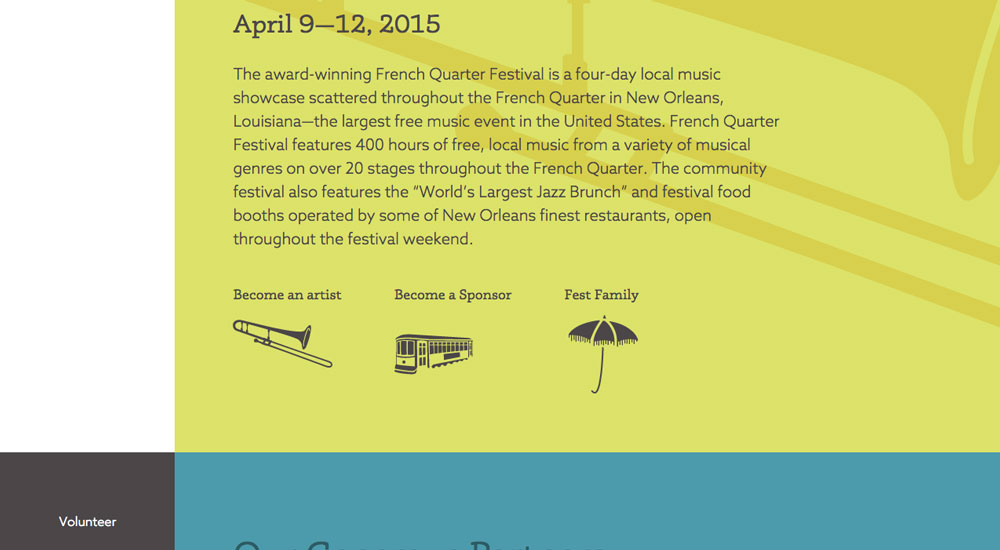 April 9—12, 2015
The award-winning French Quarter Festival is a four-day local music
showcase scattered throughout the French Quarter in New Orleans,
Louisiana—the largest free music event in the United States. French Quarter
Festival features 400 hours of free, local music from a variety of musical
genres on over 20 stages throughout the French Quarter. The community
festival also features the “World’s Largest Jazz Brunch” and festival food
booths operated by some of New Orleans finest restaurants, open
throughout the festival weekend.
Become an artist
Become a Sponsor
Fest Family
Volunteer